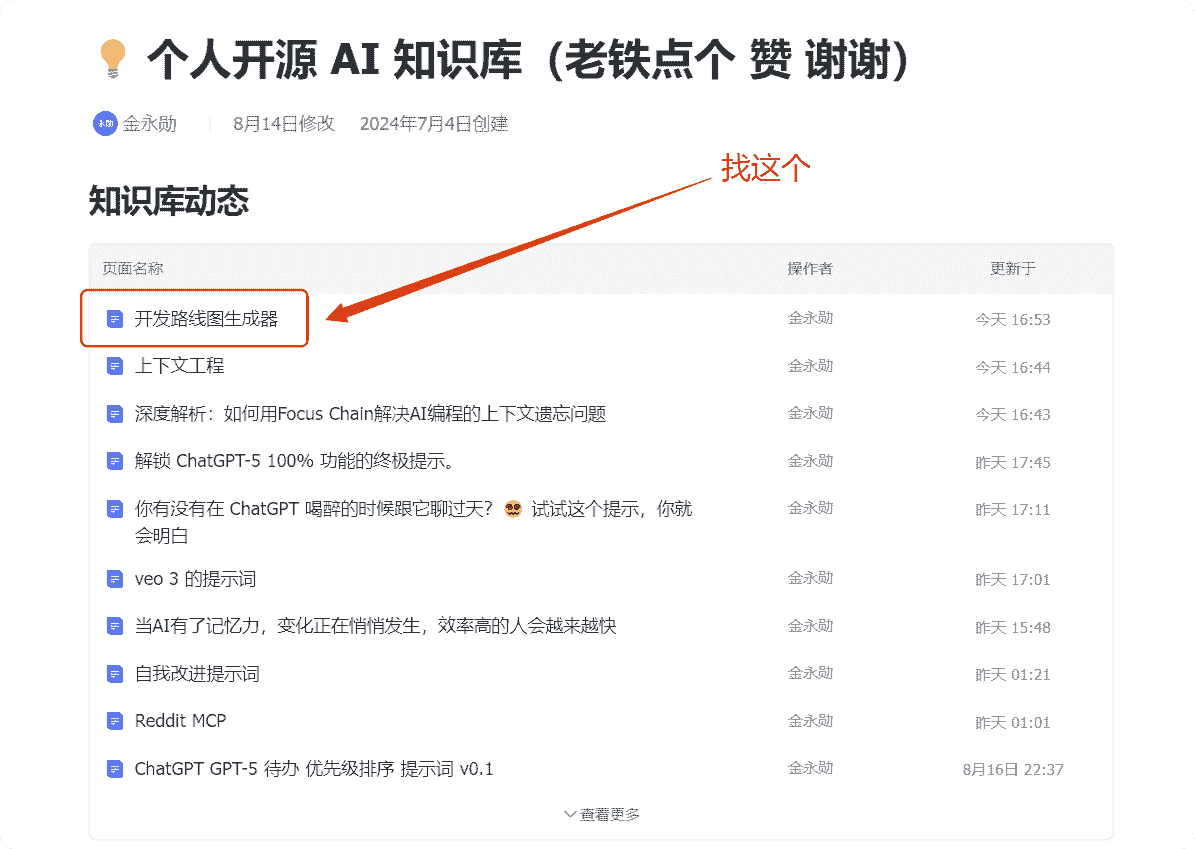 个人开源 AI 知识库（老铁点个 赞 谢谢）
永勋 金永勋 8月14日修改 2024年7月4日创建
找这个
知识库动态
页面名称 操作者 更新于
开发路线图生成器 金永勋 今天 16:53
上下文工程 金永勋 今天 16:44
深度解析：如何用Focus Chain解决AI编程的上下文遗忘问题 金永勋 今天 16:43
解锁 ChatGPT-5 100% 功能的终极提示。 金永勋 昨天 17:45
你有没有在 ChatGPT 喝醉的时候跟它聊过天？ 试试这个提示，你就 金永勋 昨天 17:11
会明白
veo 3 的提示词 金永勋 昨天 17:01
当AI有了记忆力，变化正在悄悄发生，效率高的人会越来越快 金永勋 昨天 15:48
自我改进提示词 金永勋 昨天 01:21
Reddit MCP 金永勋 昨天 01:01
ChatGPT GPT-5 待办 优先级排序 提示词 v0.1 金永勋 8月16日 22:37
查看更多